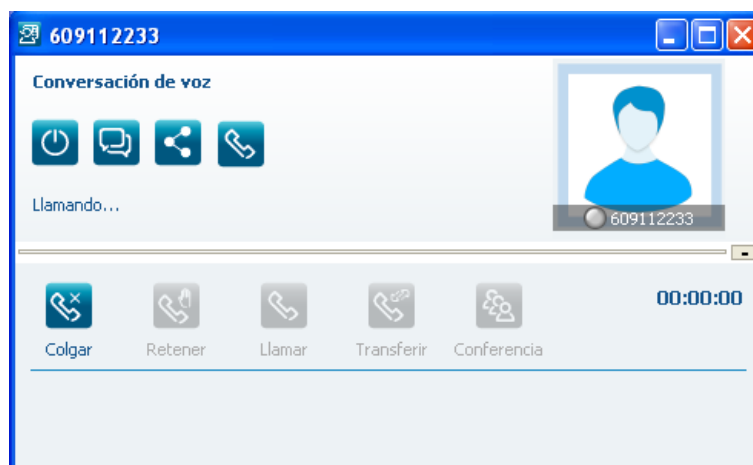 609112233
Conversación de voz
Llamando...
609112233
00:00:00
Colgar Retener Llamar Transferir Conferencia